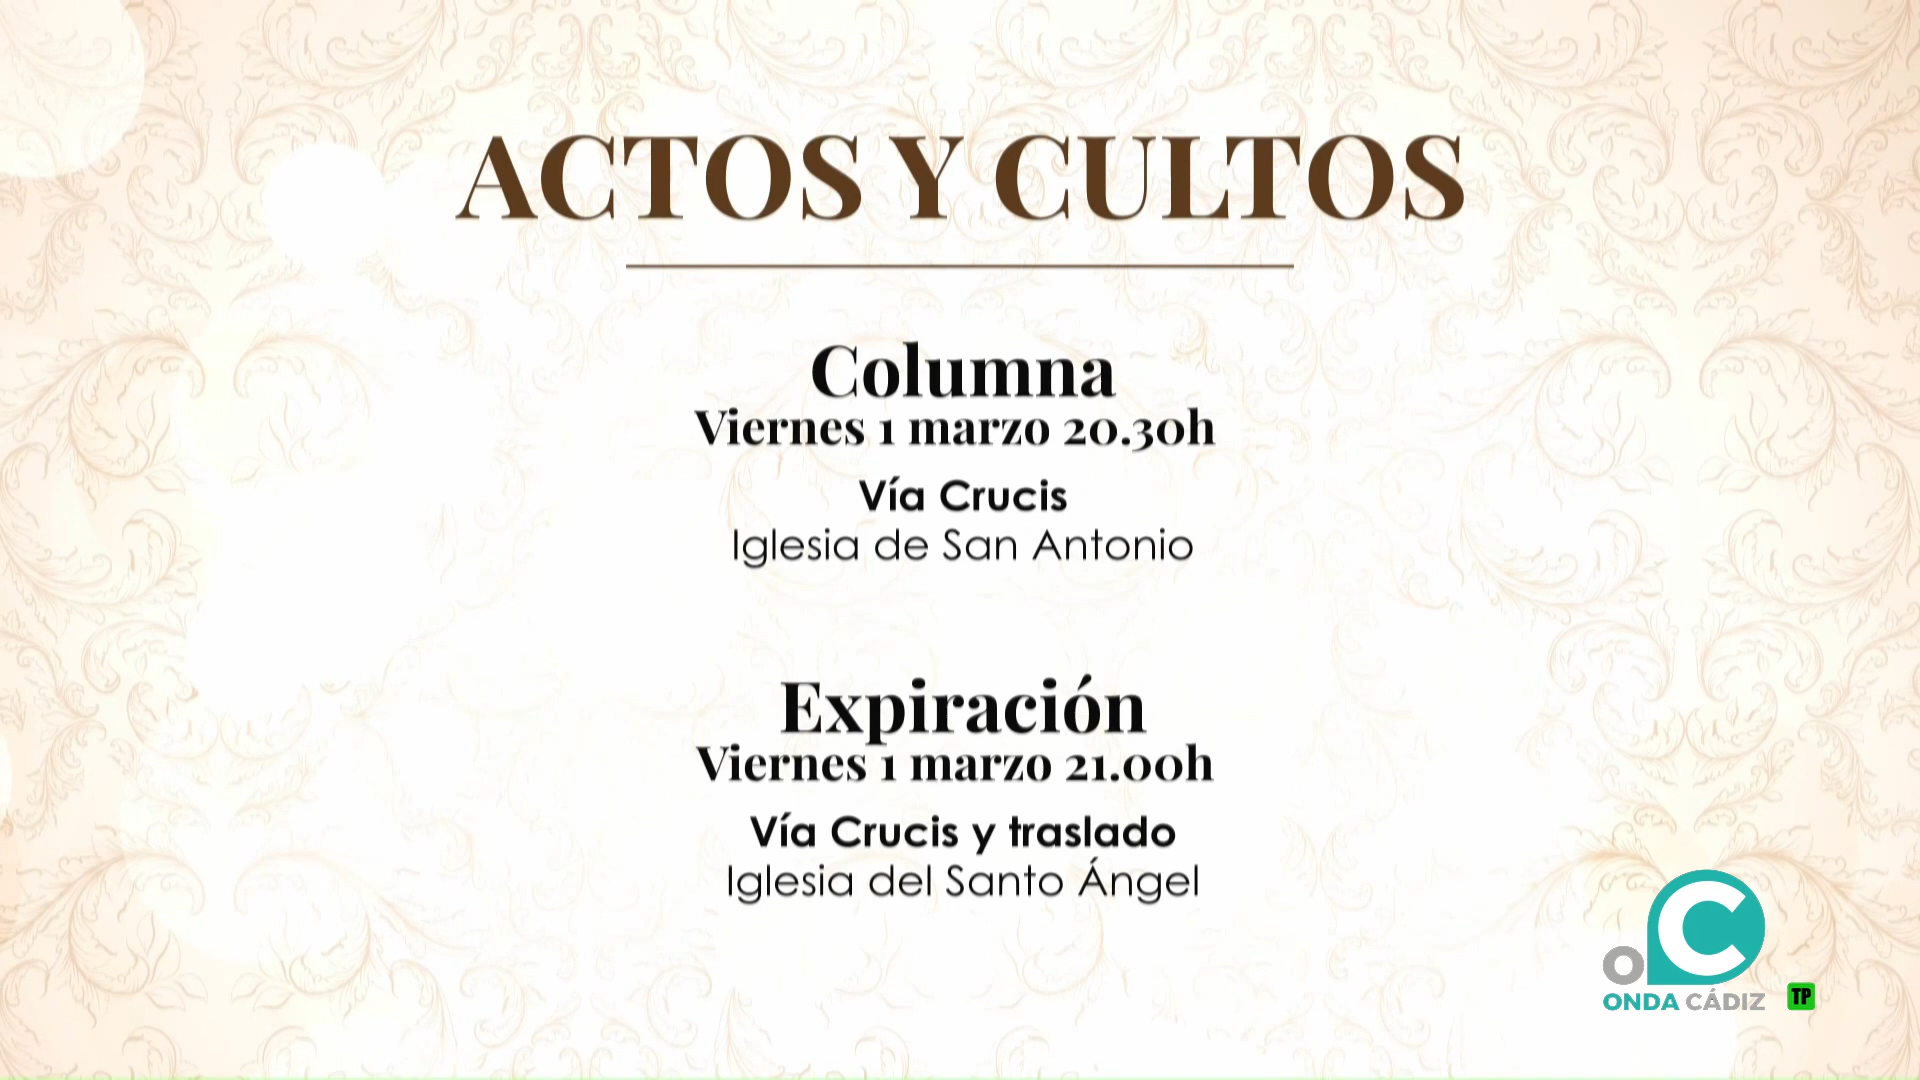 ACTOS Y CULTOS
Columna
Viernes 1 marzo 20.30h
Vía Crucis
Iglesia de San Antonio
Expiración
Viernes 1 marzo 21.00h
Vía Crucis y traslado
Iglesia del Santo Ángel
OC
ONDA CÁDIZ
TP